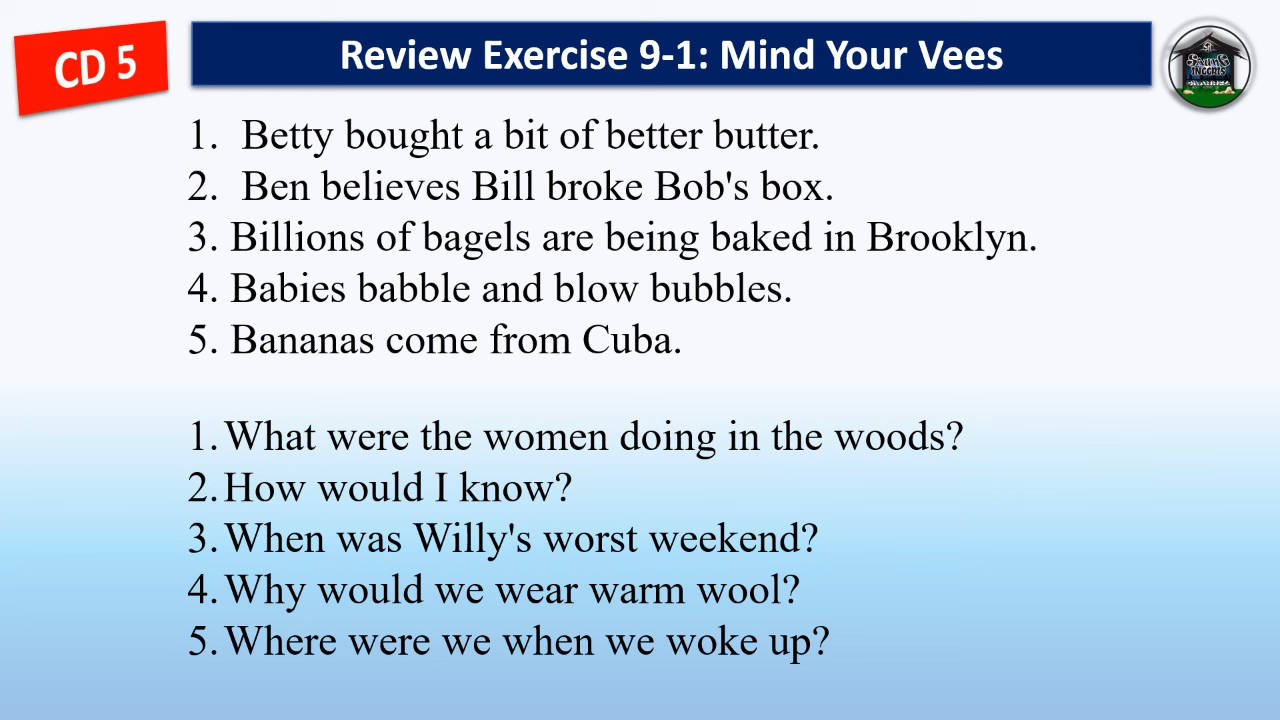 CD 5
Review Exercise 9-1: Mind Your Vees
INGGRIS
1. Betty bought a bit of better butter.
2. Ben believes Bill broke Bob's box.
3. Billions of bagels are being baked in Brooklyn.
4. Babies babble and blow bubbles.
5. Bananas come from Cuba.
1. What were the women doing in the woods?
2. How would I know?
3. When was Willy's worst weekend?
4. Why would we wear warm wool?
5. Where were we when we woke up?